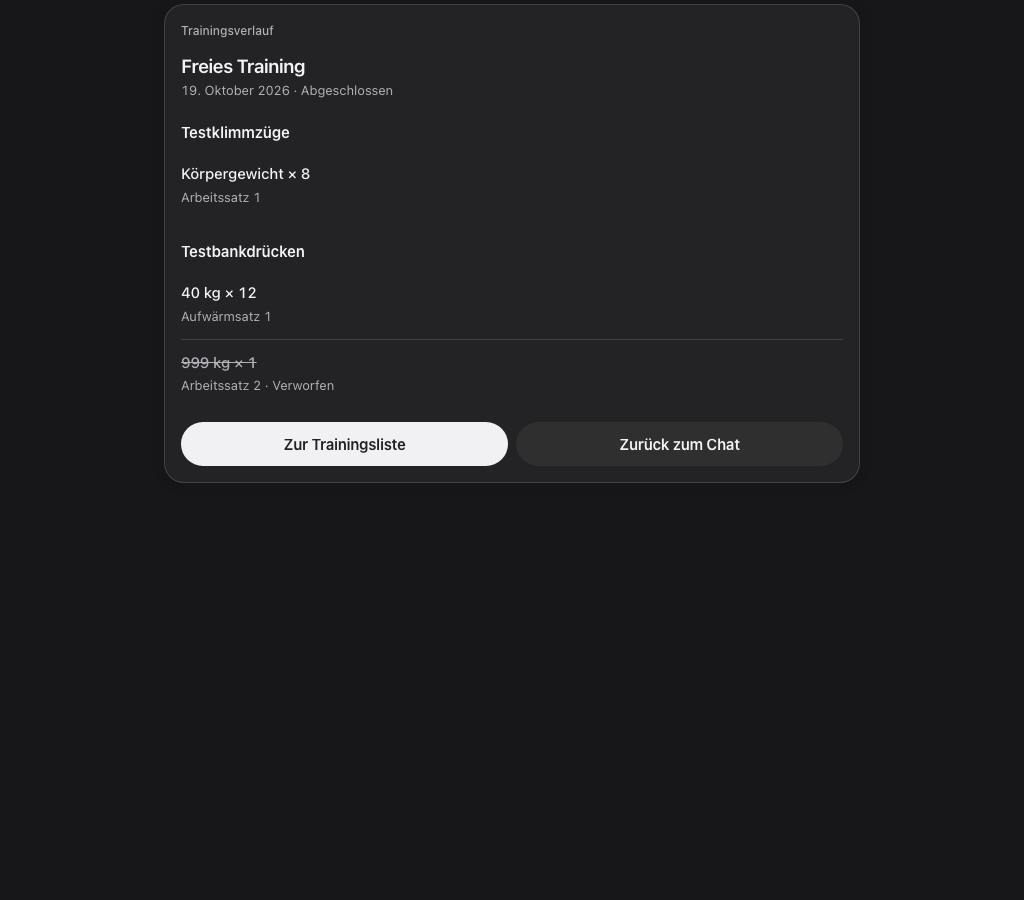 Trainingsverlauf
Freies Training
19. Oktober 2026 · Abgeschlossen
Testklimmzüge
Körpergewicht × 8
Arbeitssatz 1
Testbankdrücken
40 kg × 12
Aufwärmsatz 1
999 kg × 1
Arbeitssatz 2 · Verworfen
Zur Trainingsliste
Zurück zum Chat